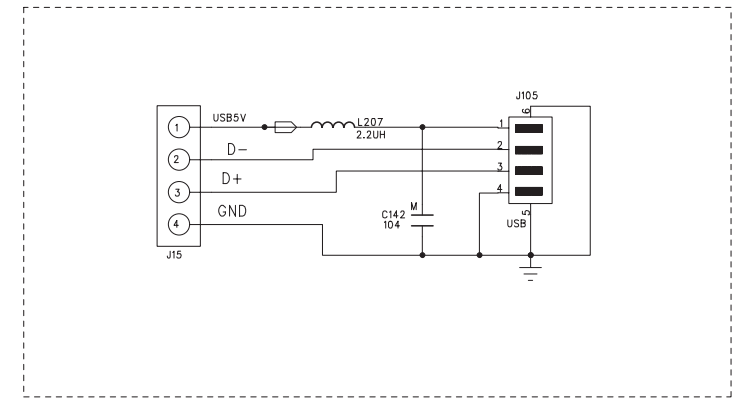 J105
6
USB5V
L207
2.2UH
1
1
D-
2
2
D+
3
3
4
GND
M
C142
104
4
5
USB
J15